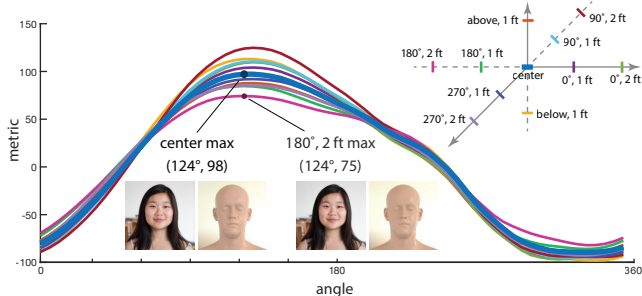 150
100
50
0
-50
-100
metric
0
180
360
angle
center max
(124°, 98)
180°, 2 ft max
(124°, 75)
above, 1 ft
90°, 2 ft
90°, 1 ft
180°, 2 ft
180°, 1 ft
center
0°, 1 ft
0°, 2 ft
270°, 1 ft
270°, 2 ft
below, 1 ft